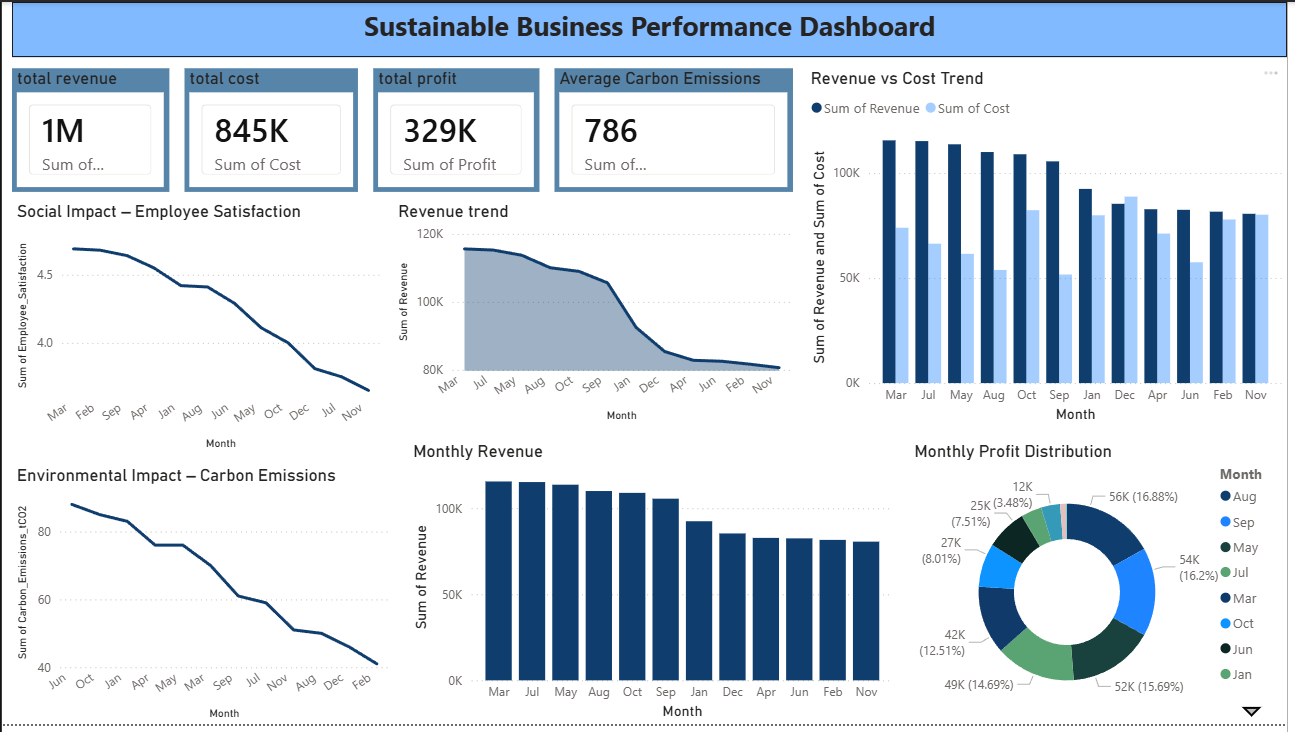 Sustainable Business Performance Dashboard
total revenue
1M
Sum of...
total cost
845K
Sum of Cost
total profit
329K
Sum of Profit
Average Carbon Emissions
786
Sum of...
Revenue vs Cost Trend
Sum of Revenue Sum of Cost
Sum of Revenue and Sum of Cost
100K
50K
0K
Mar Jul May Aug Oct Sep Jan Dec Apr Jun Feb Nov
Month
Social Impact – Employee Satisfaction
Sum of Employee_Satisfaction
4.5
4.0
Mar Feb Sep Apr Jan Aug Jun May Oct Dec Jul Nov
Month
Revenue trend
Sum of Revenue
120K
100K
80K
Mar Jul May Aug Oct Sep Jan Dec Apr Jun Feb Nov
Month
Environmental Impact – Carbon Emissions
Sum of Carbon_Emissions_tCO2
80
60
40
Jun Oct Jan Apr May Mar Sep Jul Nov Aug Dec Feb
Month
Monthly Revenue
Sum of Revenue
100K
50K
0K
Mar Jul May Aug Oct Sep Jan Dec Apr Jun Feb Nov
Month
Monthly Profit Distribution
56K (16.88%)
54K
(16.2%)
52K (15.69%)
49K (14.69%)
42K
(12.51%)
27K
(8.01%)
25K
(7.51%)
12K
(3.48%)
Month
Aug
Sep
May
Jul
Mar
Oct
Jun
Jan